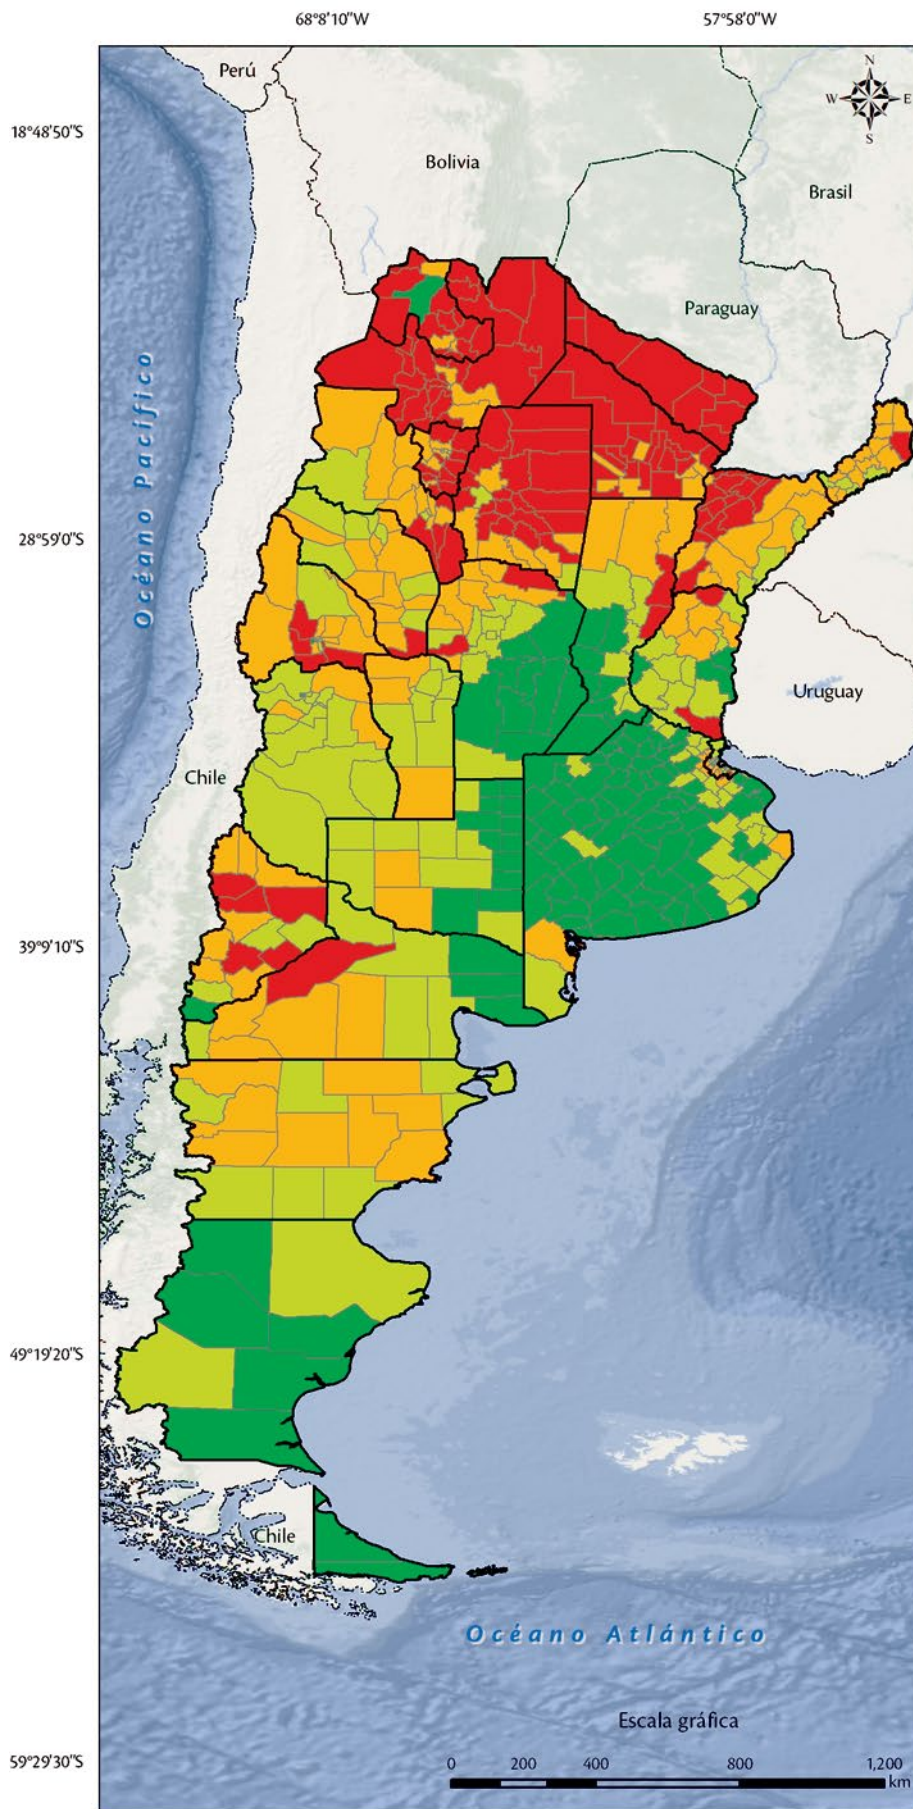 68°8'10"W
57°58'0"W
Perú
N
W
E
S
18°48'50"S
Bolivia
Brasil
Paraguay
Océano Pacífico
28°59'0"S
Uruguay
Chile
39°9'10"S
49°19'20"S
Chile
Océano Atlántico
Escala gráfica
59°29'30"S
0 200 400 800 1,200
km